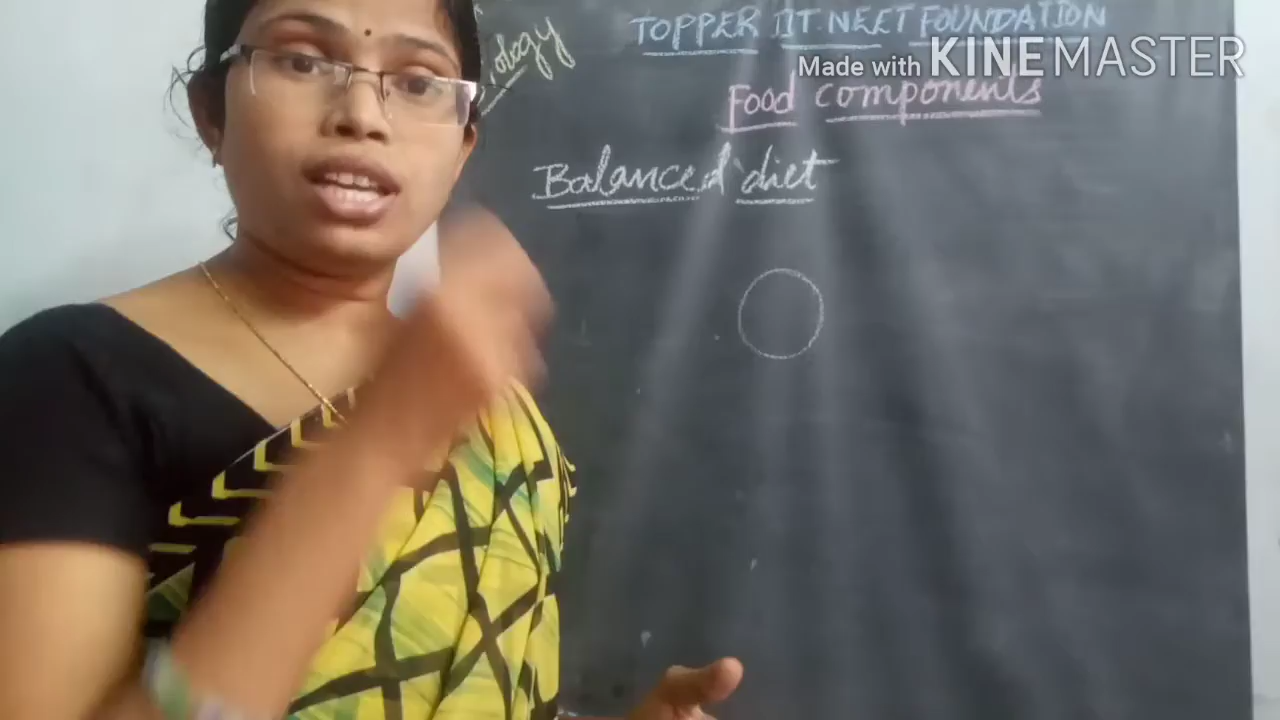 TOPPER IIT.NEET FOUNDATION
Made with KINEMASTER
Food components
Balanced diet